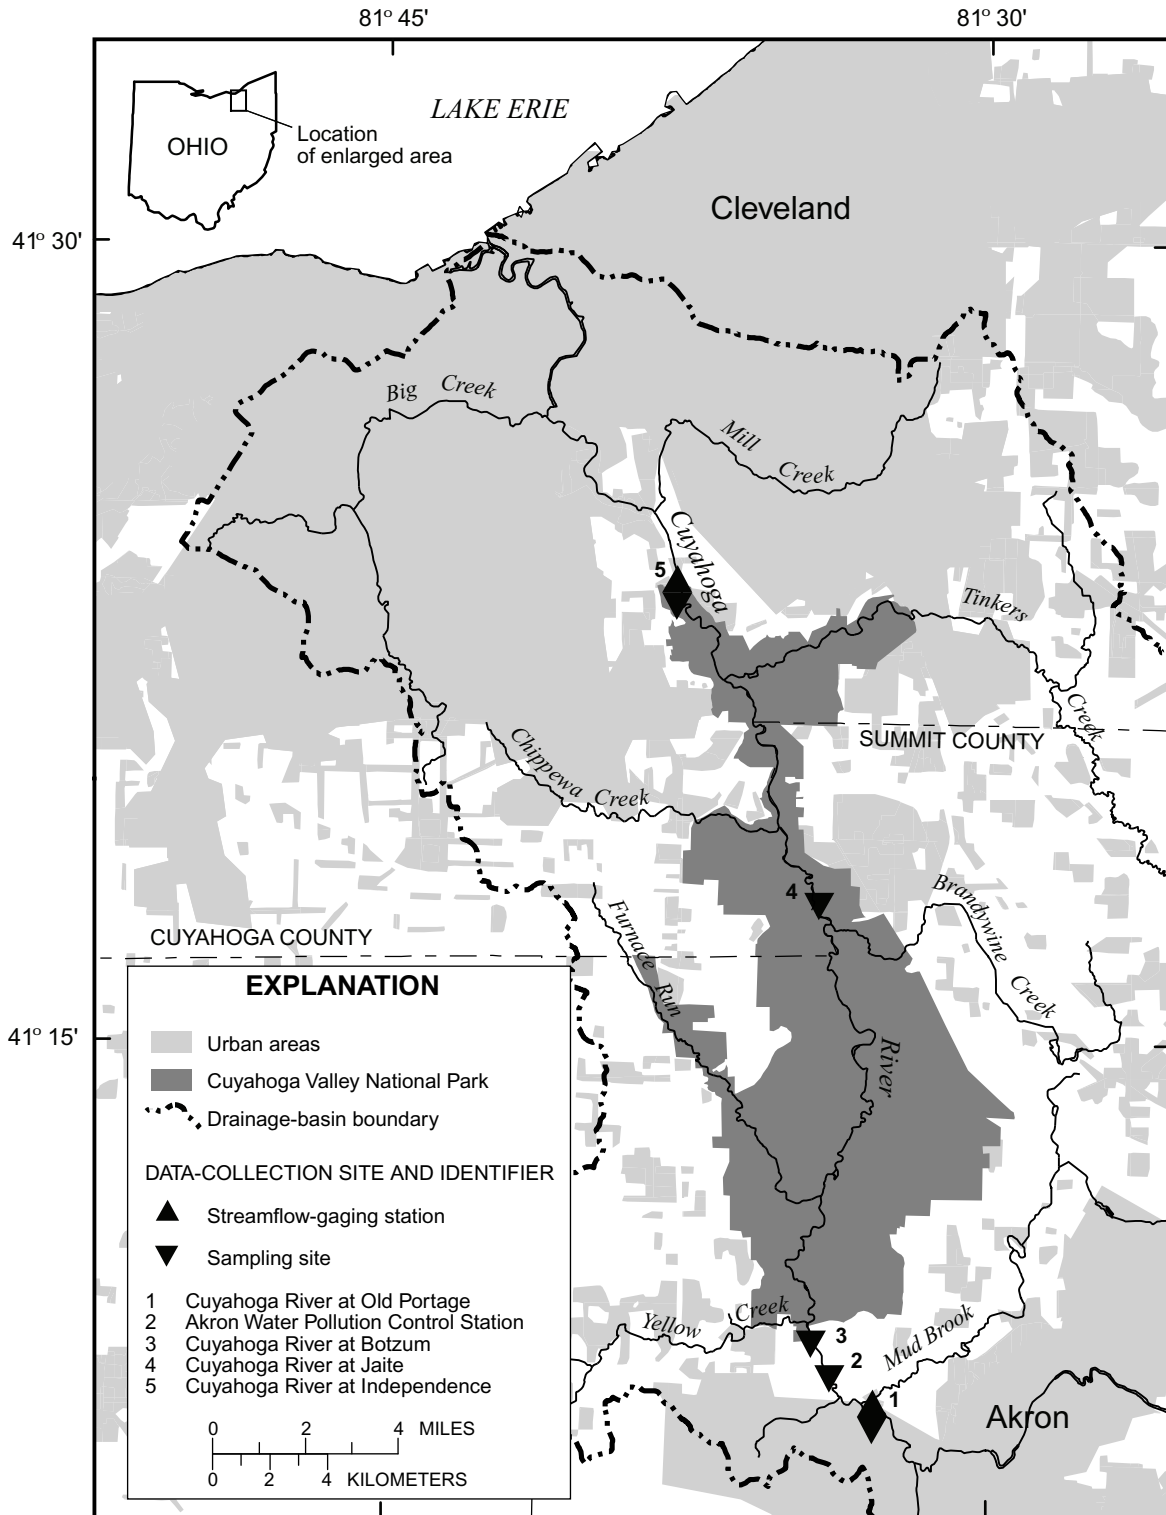 81° 45'
81° 30'
LAKE ERIE
OHIO
Location
of enlarged area
Cleveland
41° 30'
Big Creek
Mill Creek
Cuyahoga
5
Tinkers
Creek
SUMMIT COUNTY
Chippewa Creek
4
Brandywine
Creek
Furnace Run
CUYAHOGA COUNTY
River
41° 15'
EXPLANATION
Urban areas
Cuyahoga Valley National Park
Drainage-basin boundary
DATA-COLLECTION SITE AND IDENTIFIER
Streamflow-gaging station
Sampling site
1 Cuyahoga River at Old Portage
2 Akron Water Pollution Control Station
3 Cuyahoga River at Botzum
4 Cuyahoga River at Jaite
5 Cuyahoga River at Independence
0 2 4 MILES
0 2 4 KILOMETERS
Yellow Creek
3
Mud Brook
2
1
Akron